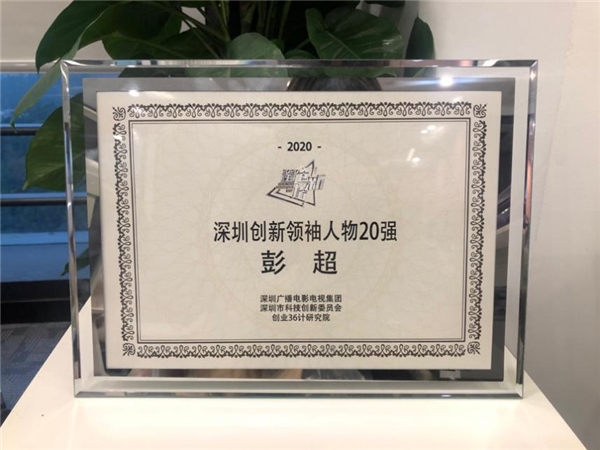 - 2020 -
深圳创新领袖人物20强
彭 超
深圳广播电影电视集团
深圳市科技创新委员会
创业36计研究院